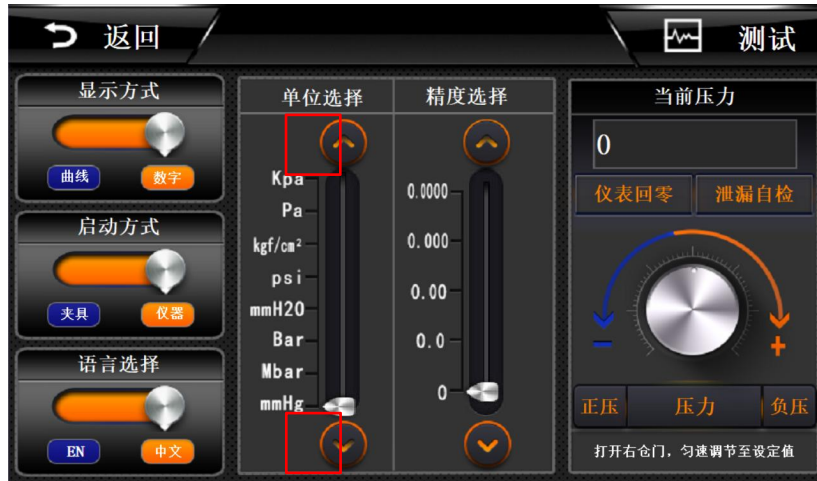 返回
测试
显示方式
曲线 数字
启动方式
夹具 仪器
语言选择
EN 中文
单位选择
Kpa
Pa
kgf/cm²
psi
mmH20
Bar
Mbar
mmHg
精度选择
0.0000
0.000
0.00
0.0
0
当前压力
0
仪表回零 泄漏自检
− +
正压 压力 负压
打开右仓门，匀速调节至设定值